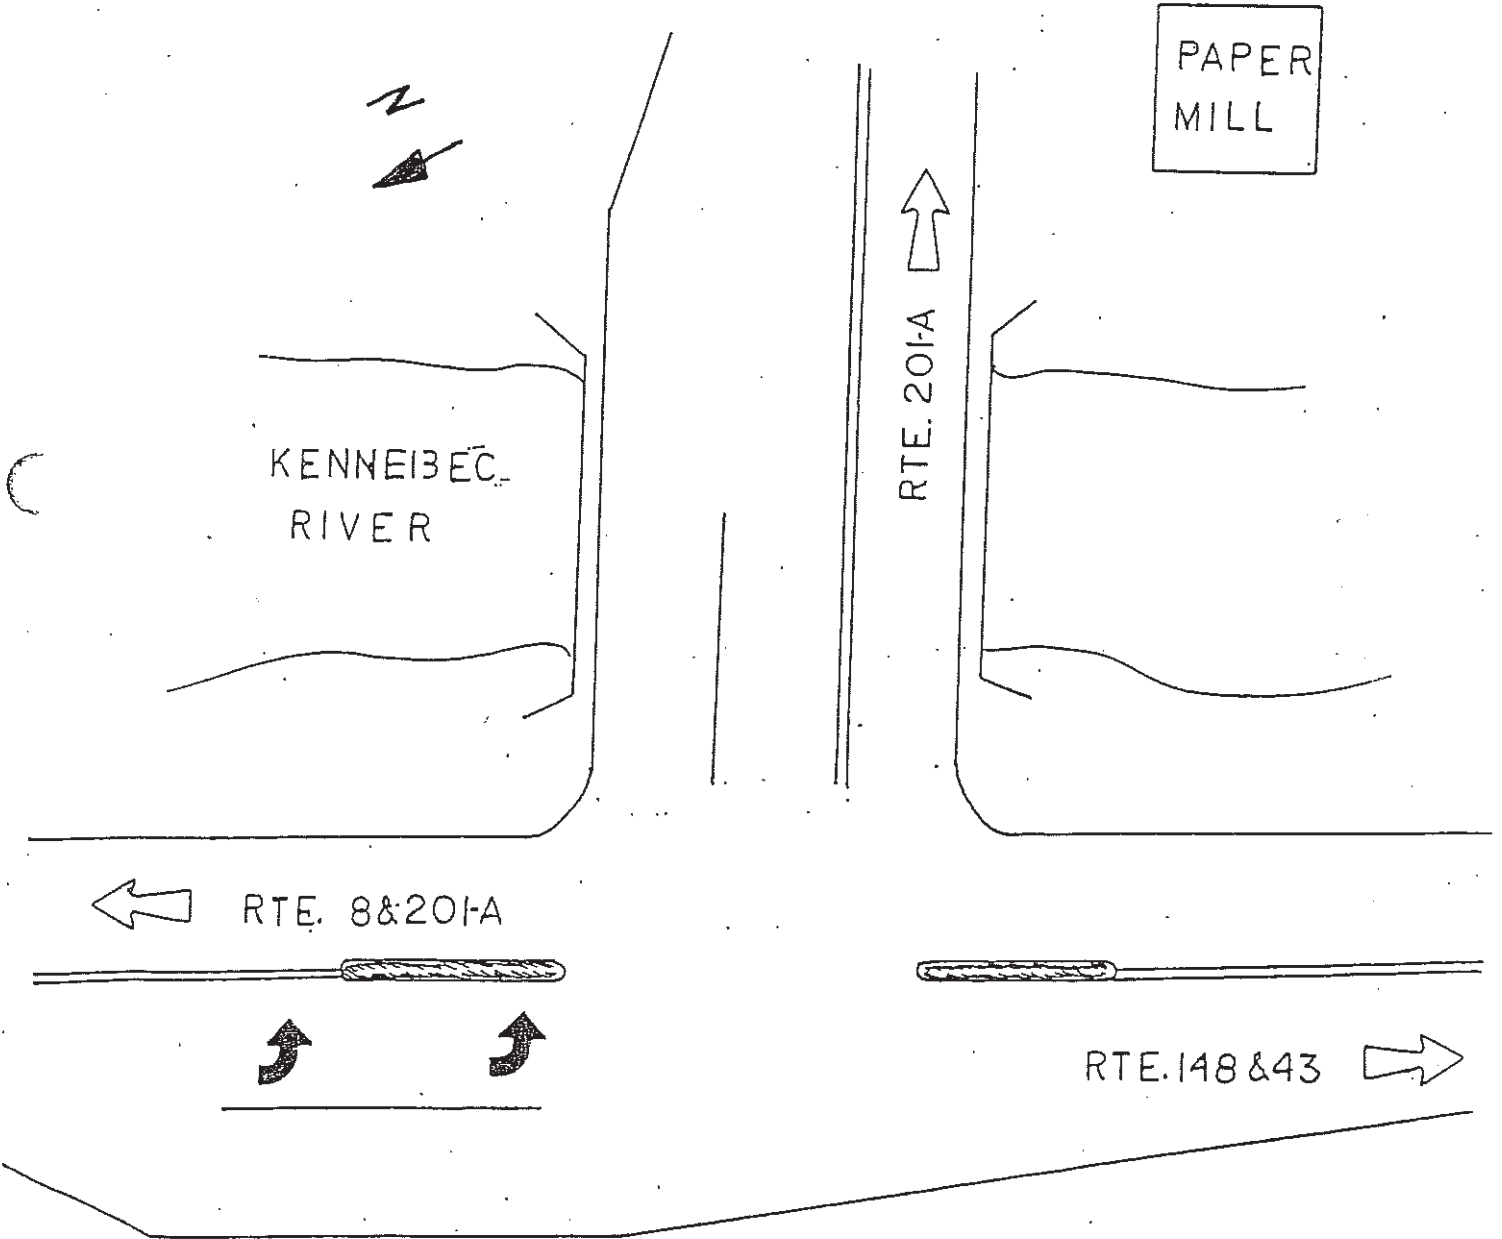 PAPER
MILL
N
RTE. 201-A
KENNEBEC
RIVER
RTE. 8&201-A
RTE. 148&43